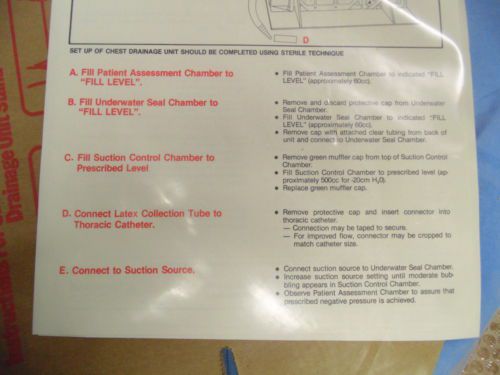 D
SET UP OF CHEST DRAINAGE UNIT SHOULD BE COMPLETED USING STERILE TECHNIQUE
A. Fill Patient Assessment Chamber to
"FILL LEVEL".
• Fill Patient Assessment Chamber to indicated "FILL
LEVEL" (approximately 60cc).
B. Fill Underwater Seal Chamber to
"FILL LEVEL".
• Remove and discard protective cap from Underwater
Seal Chamber.
• Fill Underwater Seal Chamber to indicated "FILL
LEVEL" (approximately 60cc).
• Remove cap with attached clear tubing from back of
unit and connect to Underwater Seal Chamber.
C. Fill Suction Control Chamber to
Prescribed Level
• Remove green muffler cap from top of Suction Control
Chamber.
• Fill Suction Control Chamber to prescribed level (ap-
proximately 500cc for -20cm H₂0).
• Replace green muffler cap.
D. Connect Latex Collection Tube to
Thoracic Catheter.
• Remove protective cap and insert connector into
thoracic catheter.
— Connection may be taped to secure.
— For improved flow, connector may be cropped to
match catheter size.
E. Connect to Suction Source.
• Connect suction source to Underwater Seal Chamber.
• Increase suction source setting until moderate bub-
bling appears in Suction Control Chamber.
• Observe Patient Assessment Chamber to assure that
prescribed negative pressure is achieved.
Drainage Unit Stand